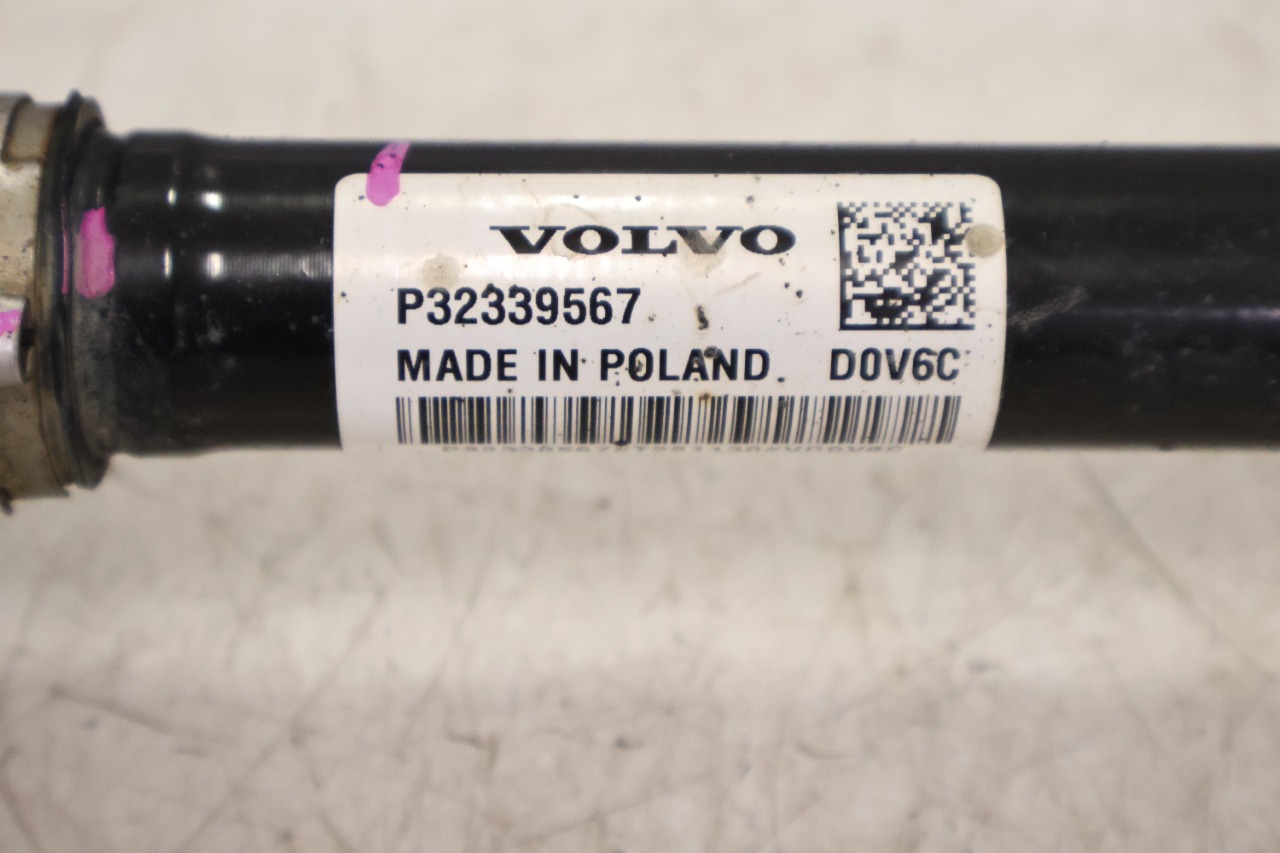 VOLVO
P32339567
MADE IN POLAND D0V6C